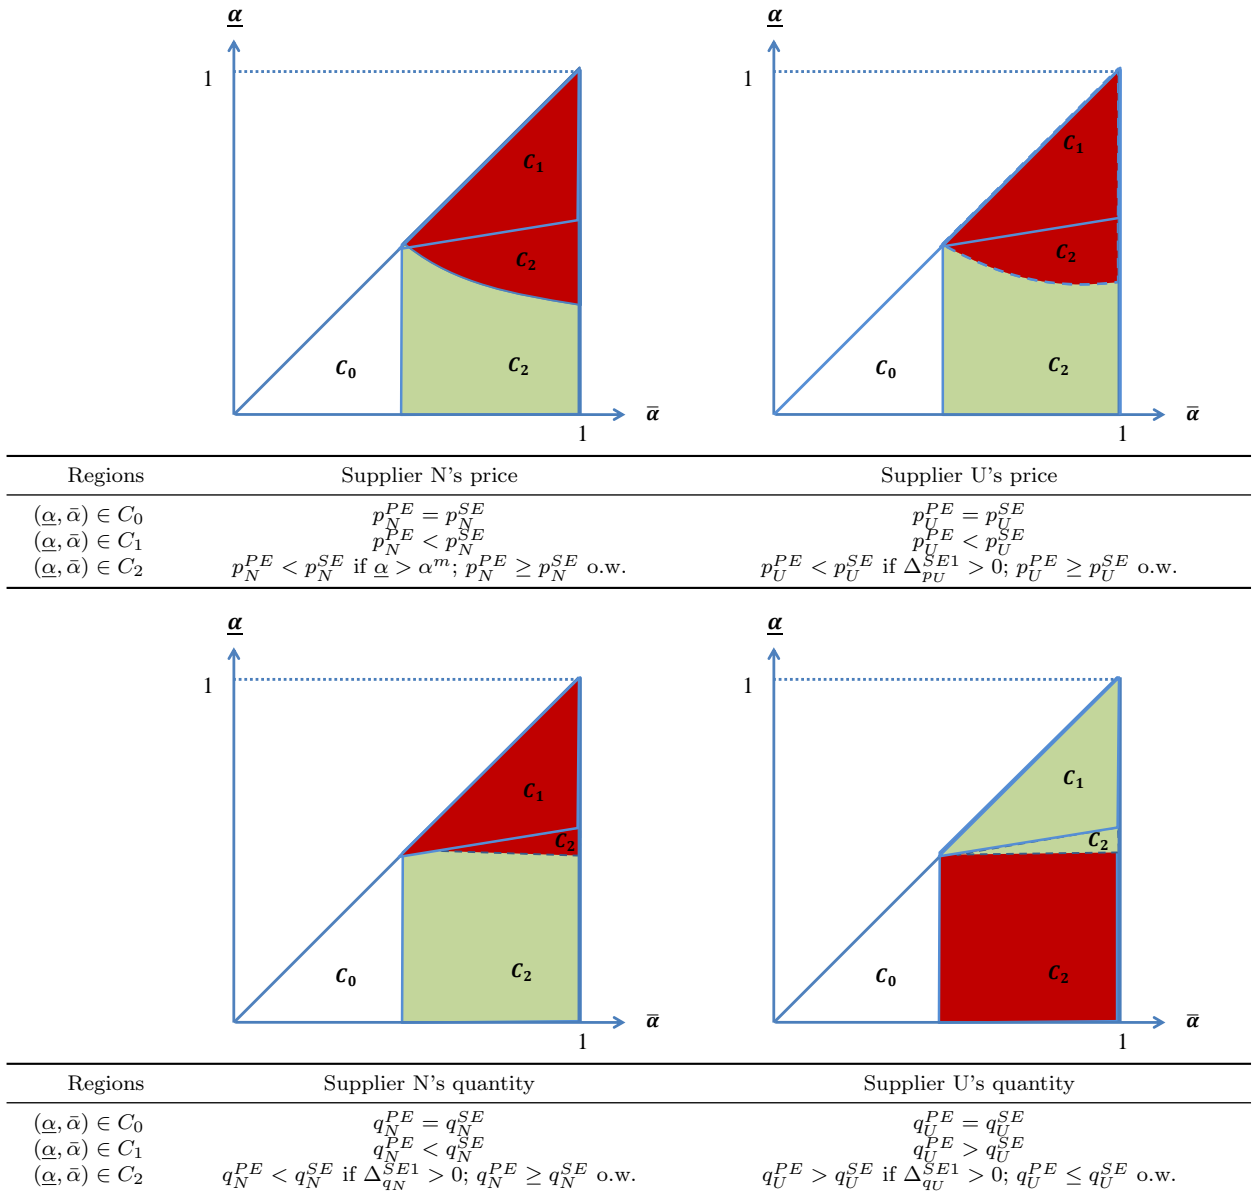 α α
1 1
C₁ C₁
C₂ C₂
C₀ C₂ C₀ C₂
ᾱ ᾱ
1 1
Regions Supplier N's price Supplier U's price
(α, ᾱ) ∈ C₀ p_N^{PE} = p_N^{SE} p_U^{PE} = p_U^{SE}
(α, ᾱ) ∈ C₁ p_N^{PE} < p_N^{SE} p_U^{PE} < p_U^{SE}
(α, ᾱ) ∈ C₂ p_N^{PE} < p_N^{SE} if α > α^m; p_N^{PE} ≥ p_N^{SE} o.w. p_U^{PE} < p_U^{SE} if Δ_{p_U}^{SE1} > 0; p_U^{PE} ≥ p_U^{SE} o.w.
α α
1 1
C₁ C₁
C₂ C₂
C₀ C₂ C₀ C₂
ᾱ ᾱ
1 1
Regions Supplier N's quantity Supplier U's quantity
(α, ᾱ) ∈ C₀ q_N^{PE} = q_N^{SE} q_U^{PE} = q_U^{SE}
(α, ᾱ) ∈ C₁ q_N^{PE} < q_N^{SE} q_U^{PE} > q_U^{SE}
(α, ᾱ) ∈ C₂ q_N^{PE} < q_N^{SE} if Δ_{q_N}^{SE1} > 0; q_N^{PE} ≥ q_N^{SE} o.w. q_U^{PE} > q_U^{SE} if Δ_{q_U}^{SE1} > 0; q_U^{PE} ≤ q_U^{SE} o.w.